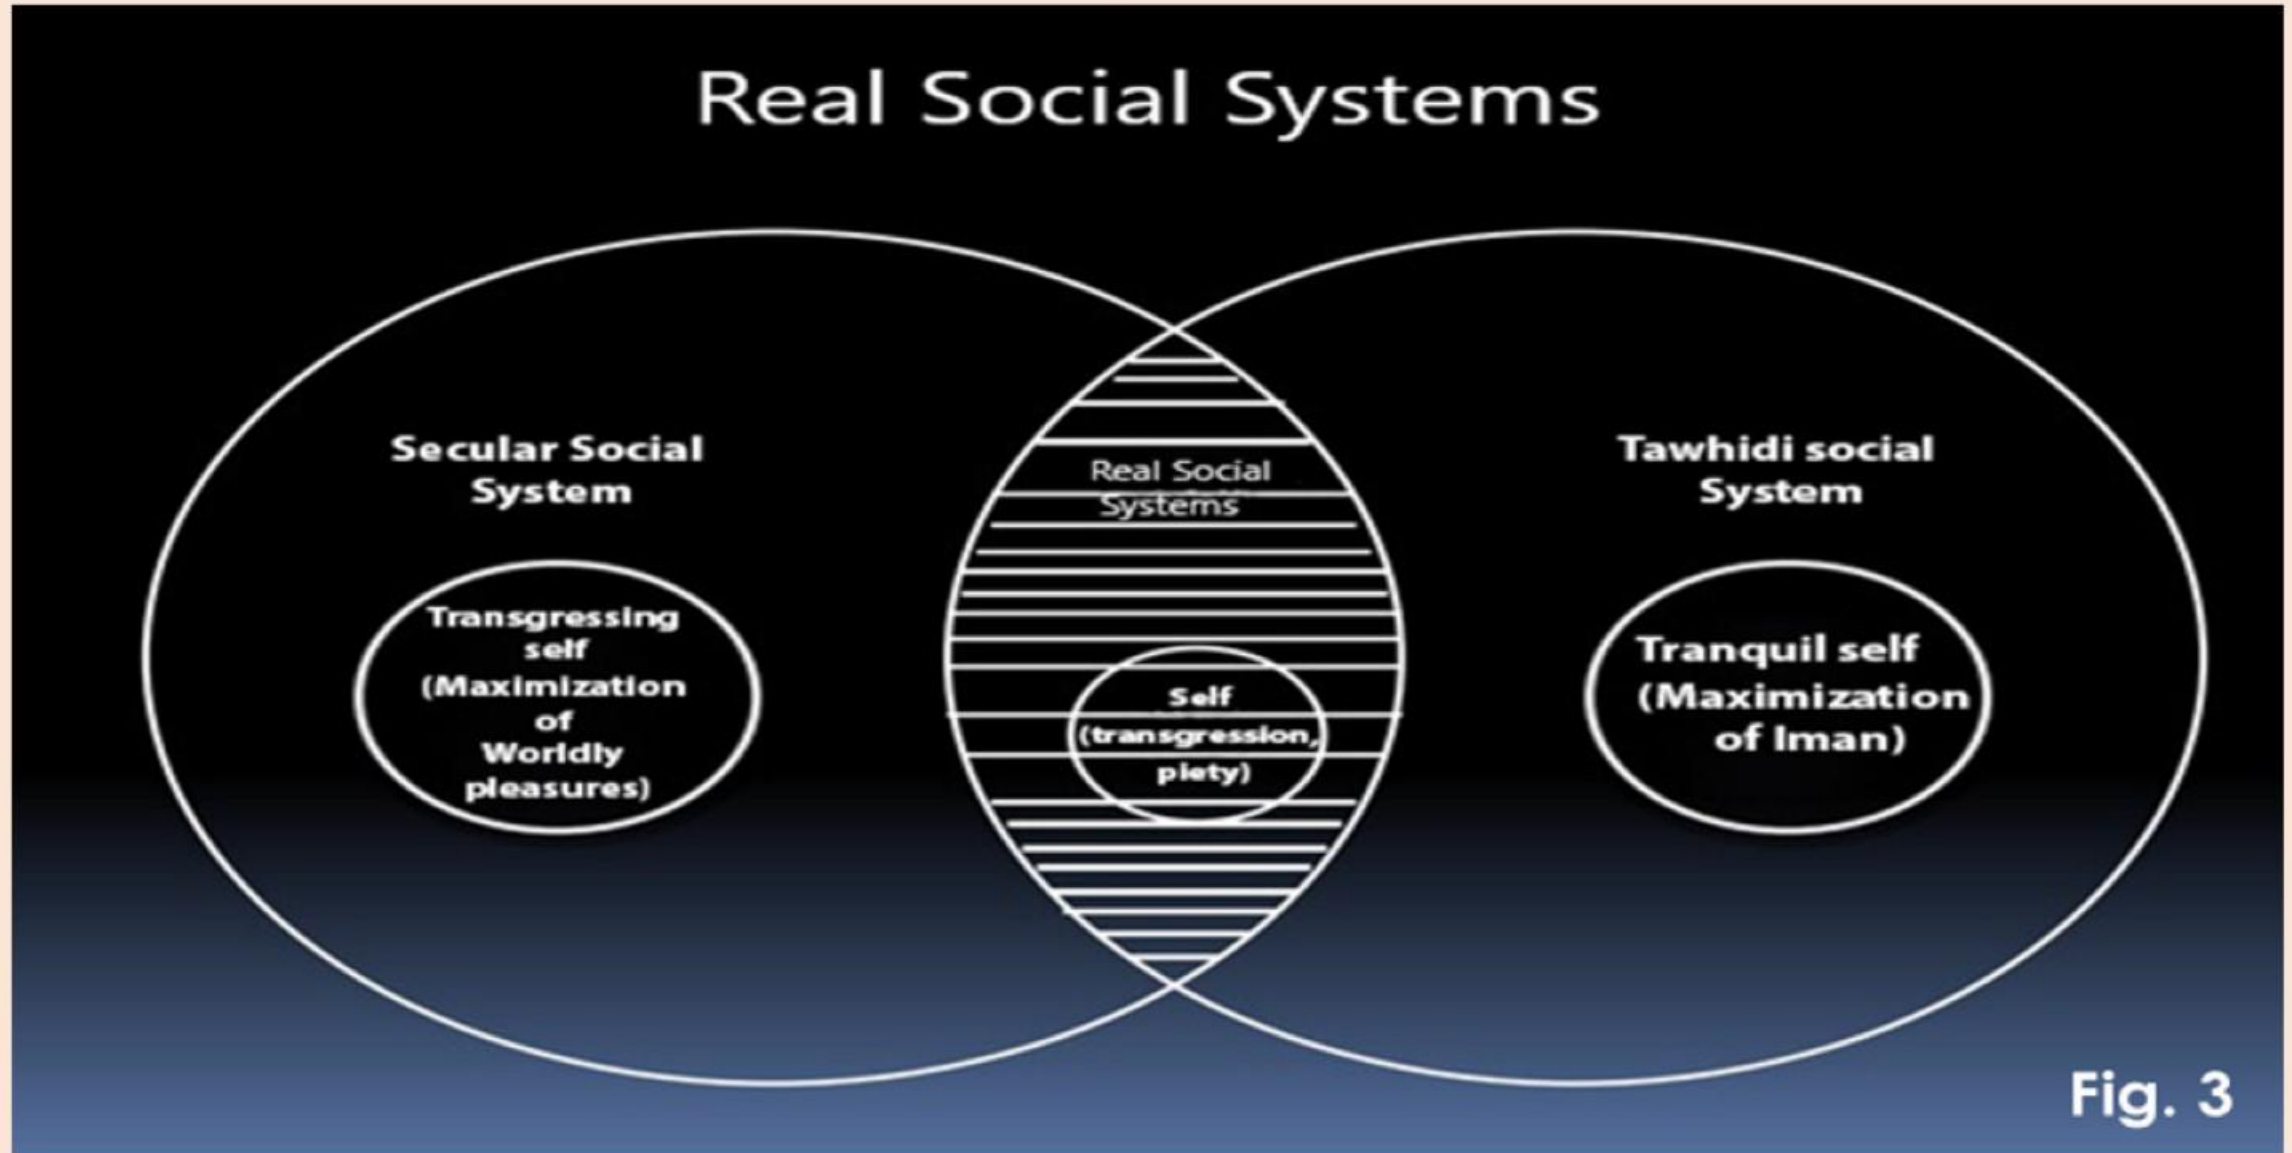 Real Social Systems
Secular Social
System
Transgressing
self
(Maximization
of
Worldly
pleasures)
Real Social
Systems
Self
(transgression,
piety)
Tawhidi social
System
Tranquil self
(Maximization
of Iman)
Fig. 3